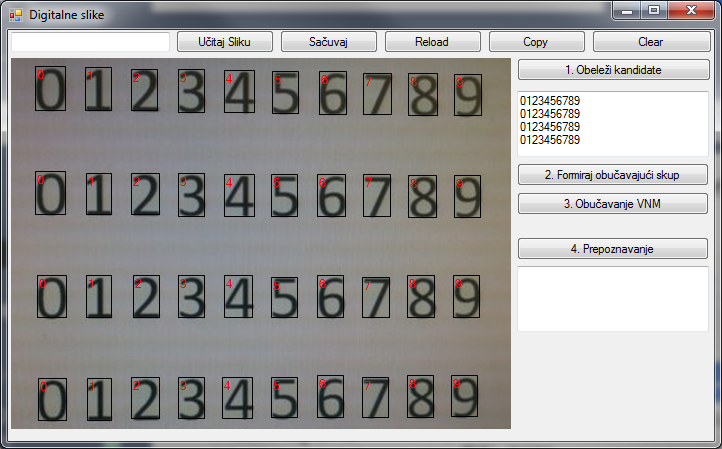 Digitalne slike
Učitaj Sliku
Sačuvaj
Reload
Copy
Clear
1. Obeleži kandidate
0123456789
0123456789
0123456789
0123456789
2. Formiraj obučavajući skup
3. Obučavanje VNM
4. Prepoznavanje
0 1 2 3 4 5 6 7 8 9
0 1 2 3 4 5 6 7 8 9
0 1 2 3 4 5 6 7 8 9
0 1 2 3 4 5 6 7 8 9